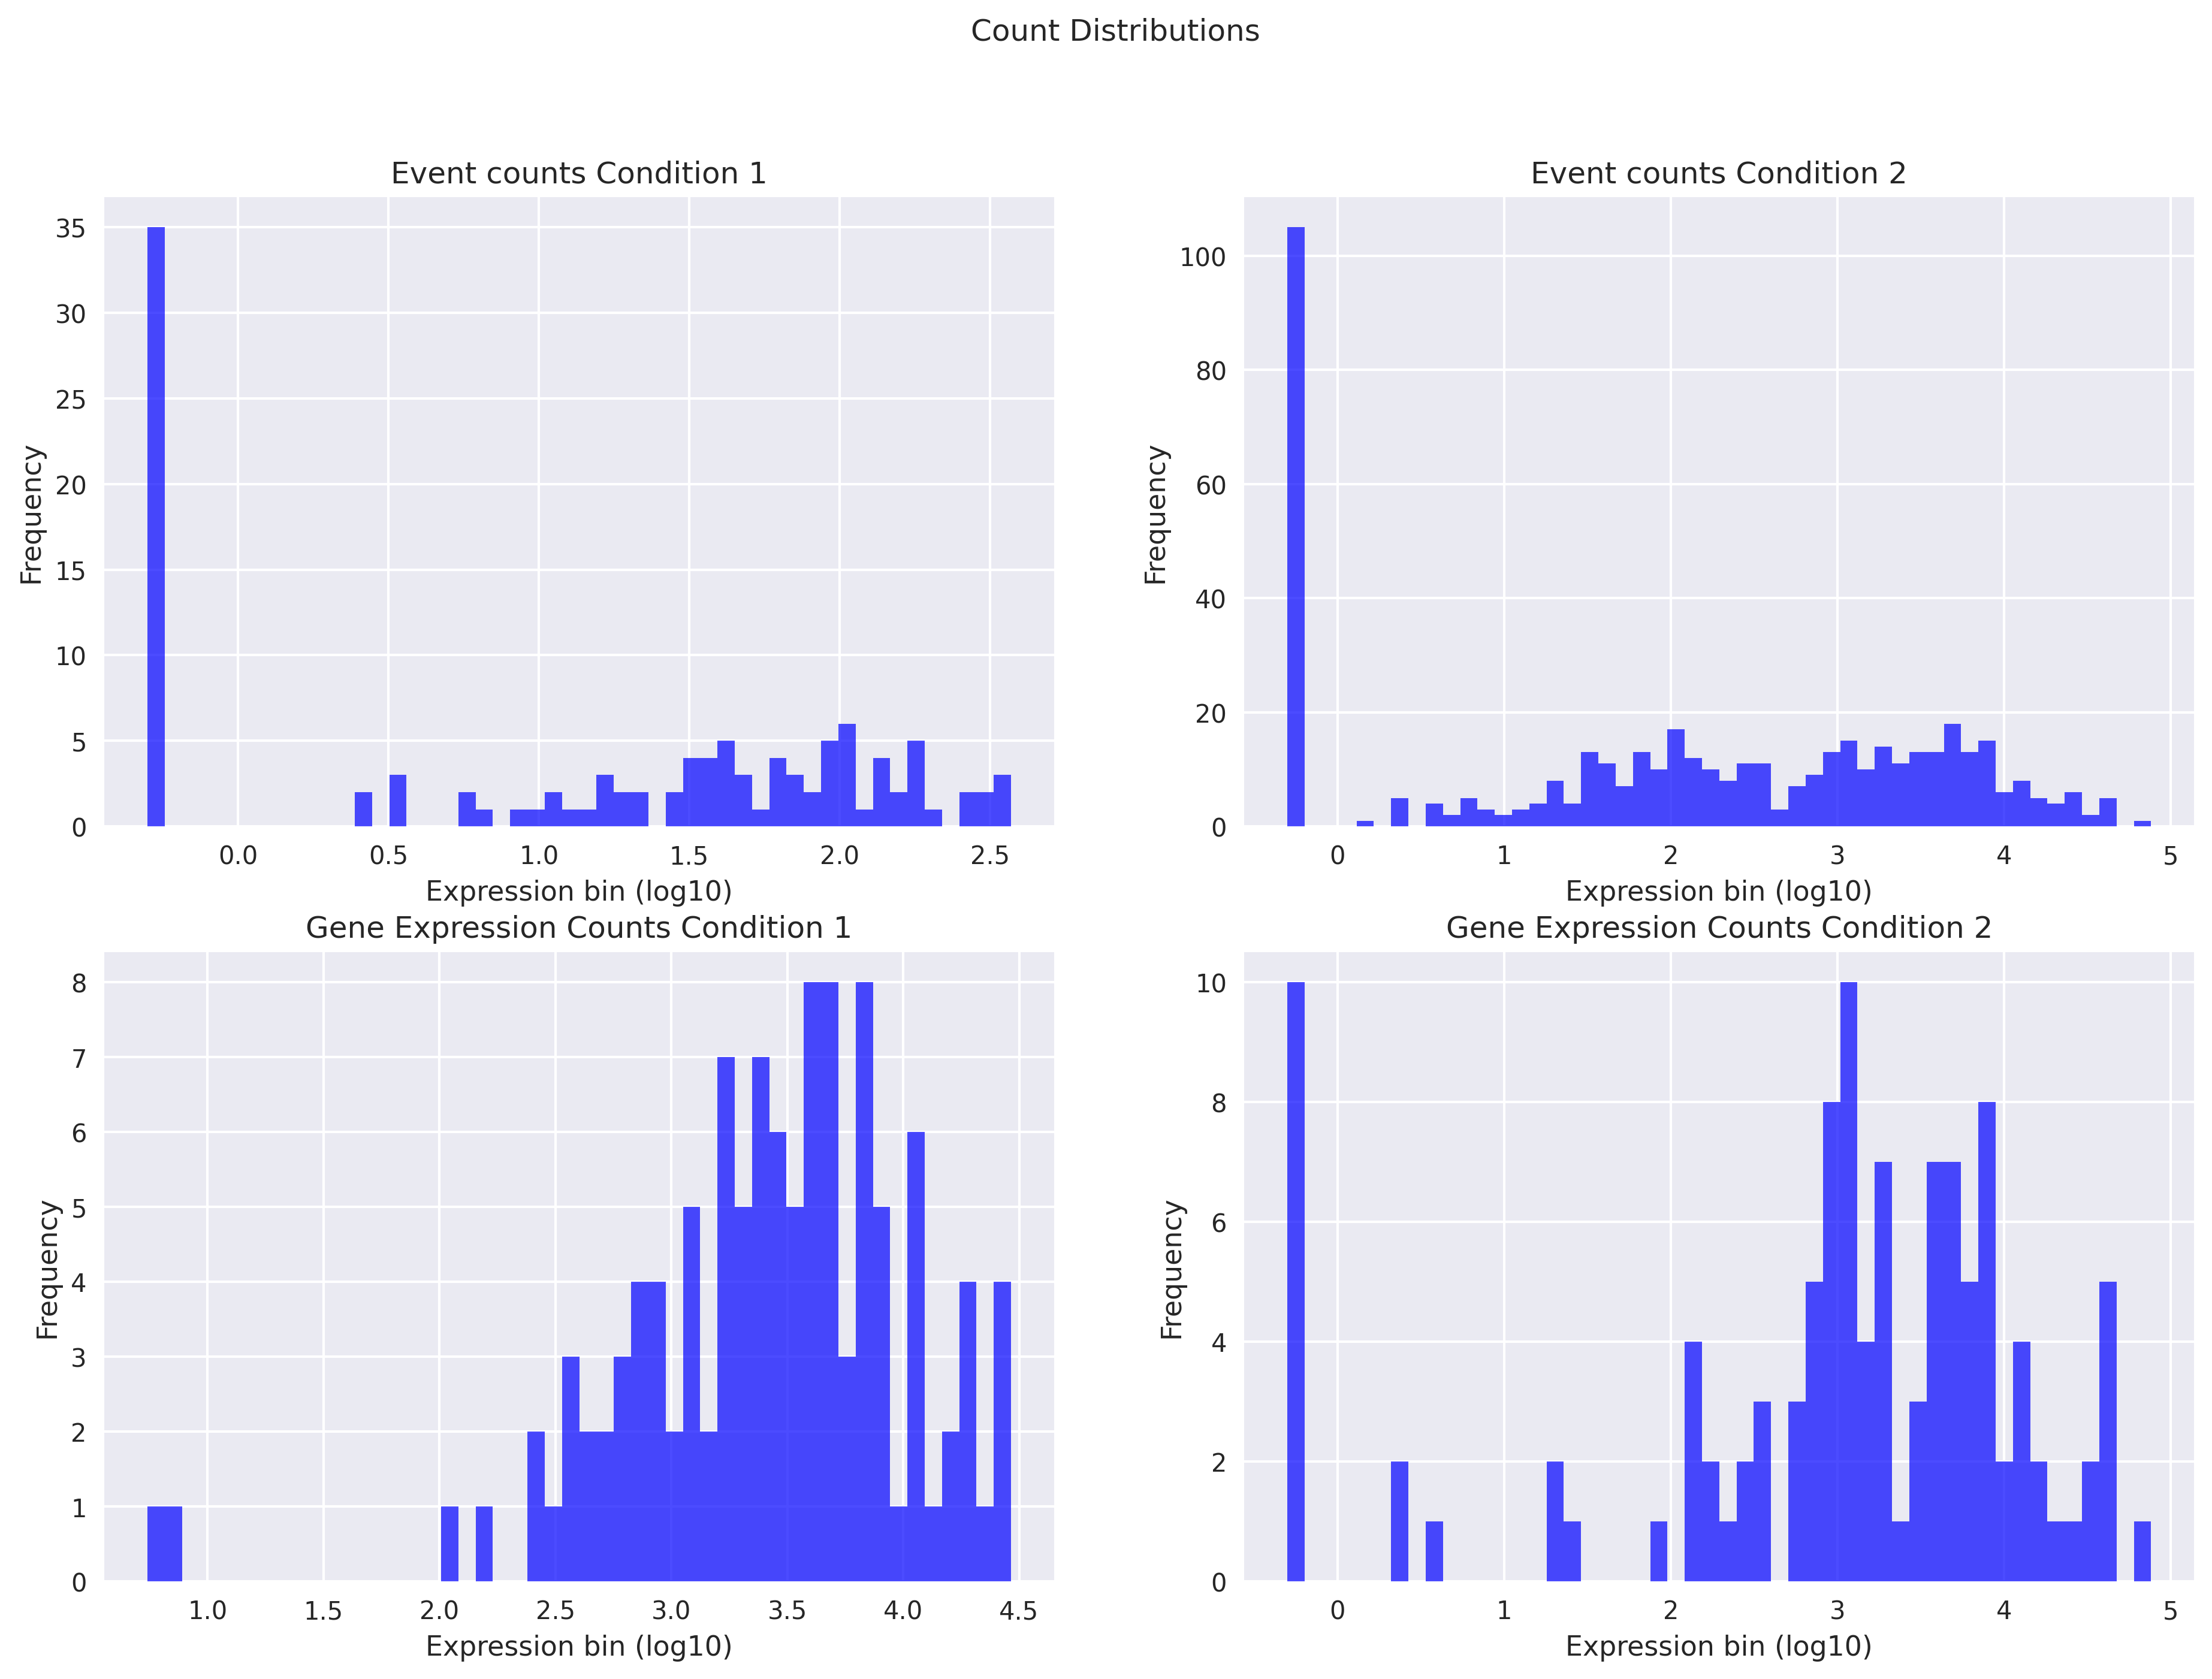 Count Distributions
Event counts Condition 1
Frequency
35
30
25
20
15
10
5
0
0.0 0.5 1.0 1.5 2.0 2.5
Expression bin (log10)
Event counts Condition 2
Frequency
100
80
60
40
20
0
0 1 2 3 4 5
Expression bin (log10)
Gene Expression Counts Condition 1
Frequency
8
7
6
5
4
3
2
1
0
1.0 1.5 2.0 2.5 3.0 3.5 4.0 4.5
Expression bin (log10)
Gene Expression Counts Condition 2
Frequency
10
8
6
4
2
0
0 1 2 3 4 5
Expression bin (log10)